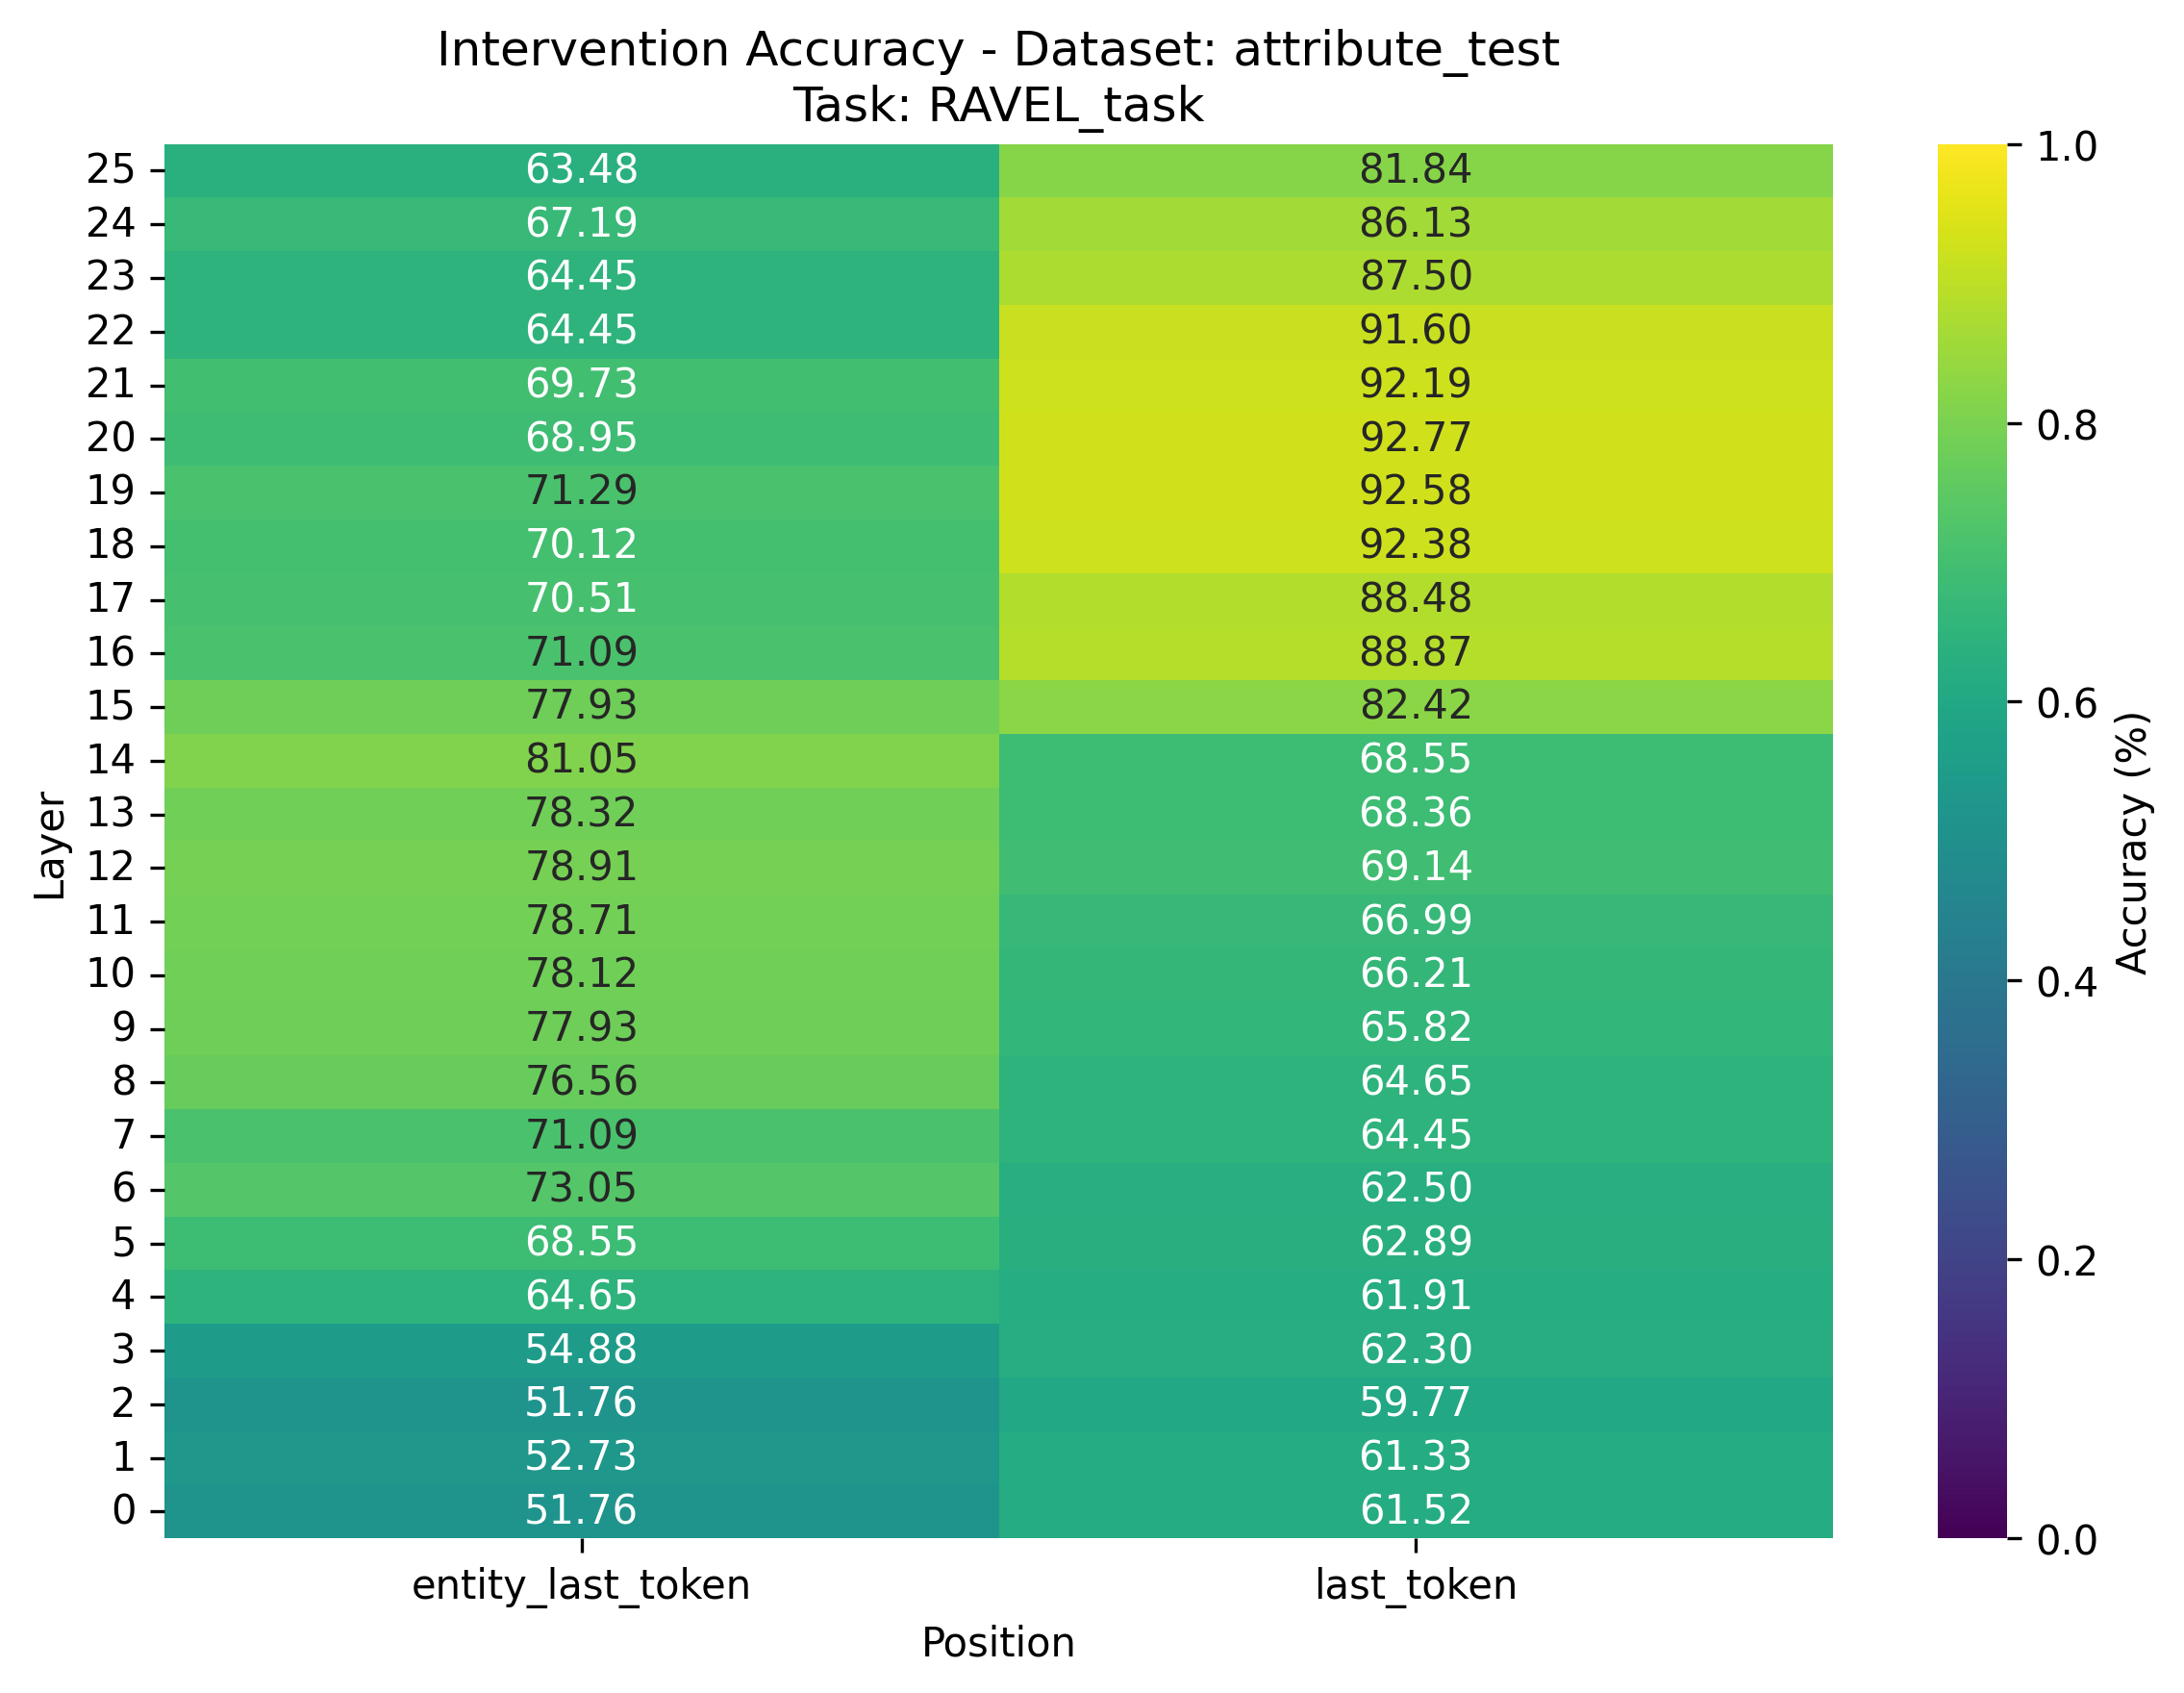 Intervention Accuracy - Dataset: attribute_test
Task: RAVEL_task
25 63.48 81.84
24 67.19 86.13
23 64.45 87.50
22 64.45 91.60
21 69.73 92.19
20 68.95 92.77
19 71.29 92.58
18 70.12 92.38
17 70.51 88.48
16 71.09 88.87
15 77.93 82.42
14 81.05 68.55
13 78.32 68.36
12 78.91 69.14
11 78.71 66.99
10 78.12 66.21
9 77.93 65.82
8 76.56 64.65
7 71.09 64.45
6 73.05 62.50
5 68.55 62.89
4 64.65 61.91
3 54.88 62.30
2 51.76 59.77
1 52.73 61.33
0 51.76 61.52
Layer
entity_last_token last_token
Position
1.0
0.8
0.6
0.4
0.2
0.0
Accuracy (%)